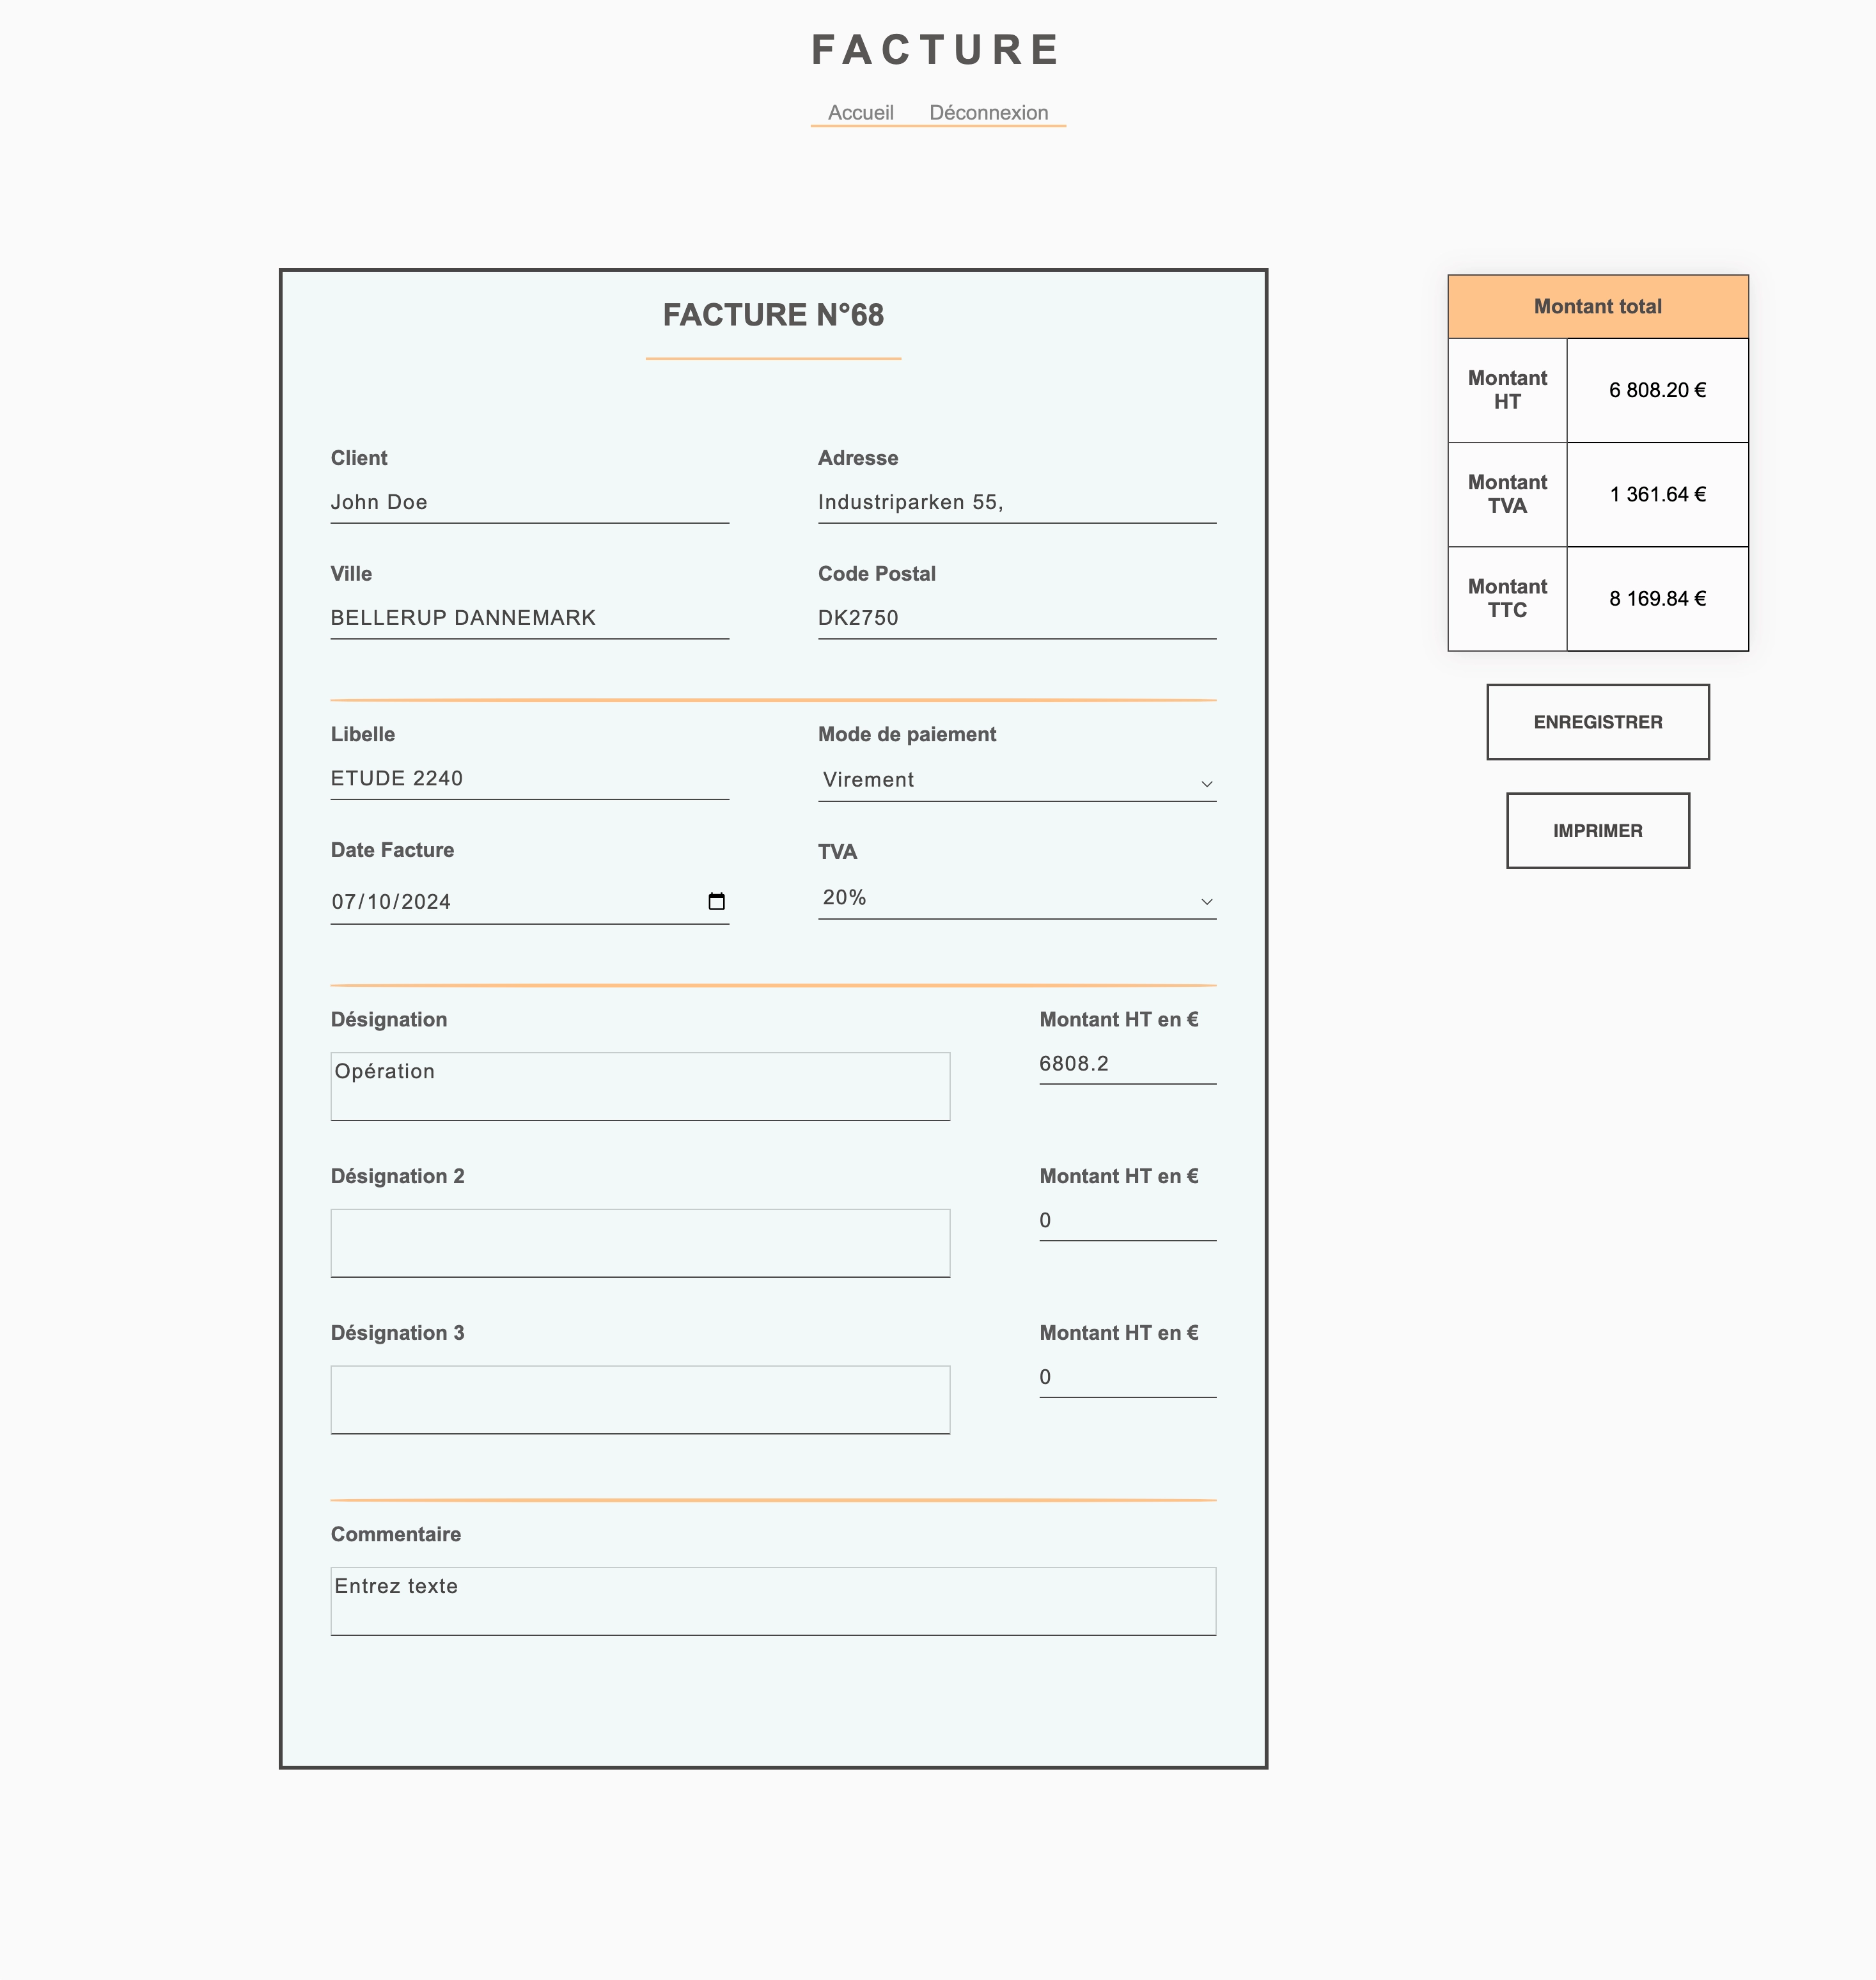 FACTURE
Accueil Déconnexion
FACTURE N°68
Client Adresse
John Doe Industriparken 55,
Ville Code Postal
BELLERUP DANNEMARK DK2750
Libelle Mode de paiement
ETUDE 2240 Virement
Date Facture TVA
07/10/2024 20%
Désignation Montant HT en €
Opération 6808.2
Désignation 2 Montant HT en €
0
Désignation 3 Montant HT en €
0
Commentaire
Entrez texte
Montant total
Montant HT 6 808.20 €
Montant TVA 1 361.64 €
Montant TTC 8 169.84 €
ENREGISTRER
IMPRIMER